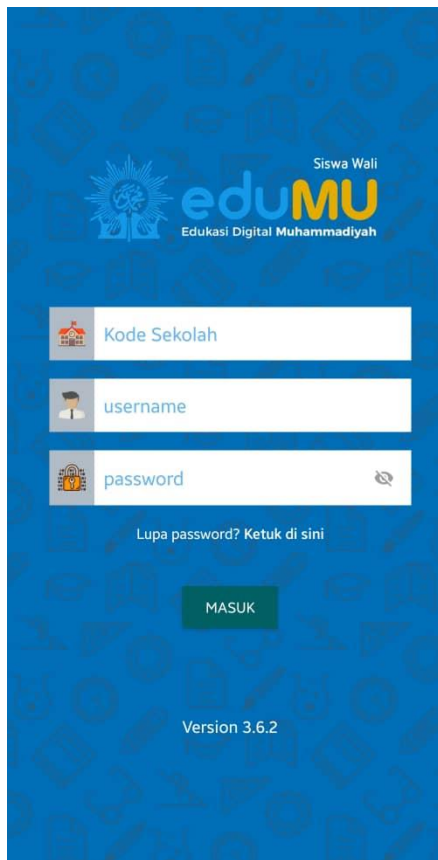 Siswa Wali
eduMU
Edukasi Digital Muhammadiyah
Kode Sekolah
username
password
Lupa password? Ketuk di sini
MASUK
Version 3.6.2